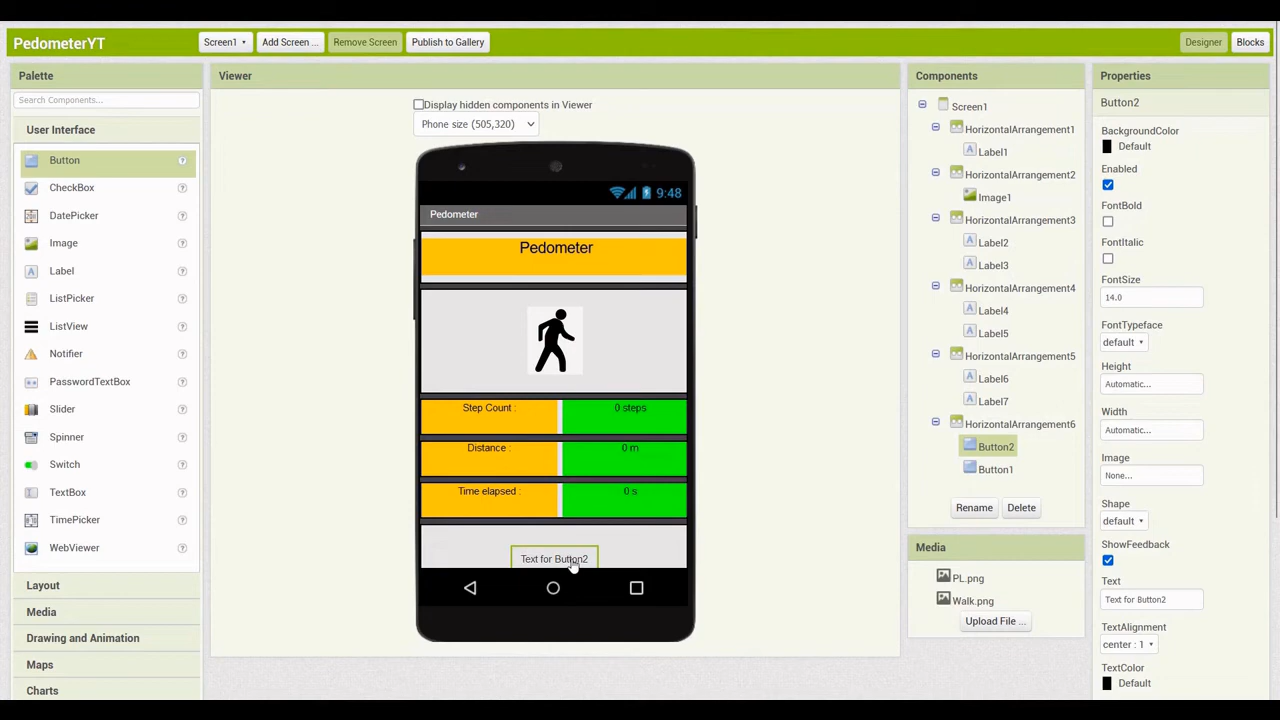 PedometerYT
Screen1
Add Screen ...
Remove Screen
Publish to Gallery
Designer
Blocks
Palette
Search Components...
User Interface
Button
CheckBox
DatePicker
Image
Label
ListPicker
ListView
Notifier
PasswordTextBox
Slider
Spinner
Switch
TextBox
TimePicker
WebViewer
Layout
Media
Drawing and Animation
Maps
Charts
Viewer
Display hidden components in Viewer
Phone size (505,320)
9:48
Pedometer
Pedometer
Step Count :
0 steps
Distance :
0 m
Time elapsed :
0 s
Text for Button2
Components
Screen1
HorizontalArrangement1
Label1
HorizontalArrangement2
Image1
HorizontalArrangement3
Label2
Label3
HorizontalArrangement4
Label4
Label5
HorizontalArrangement5
Label6
Label7
HorizontalArrangement6
Button2
Button1
Rename
Delete
Media
PL.png
Walk.png
Upload File ...
Properties
Button2
BackgroundColor
Default
Enabled
FontBold
FontItalic
FontSize
14.0
FontTypeface
default
Height
Automatic...
Width
Automatic...
Image
None...
Shape
default
ShowFeedback
Text
Text for Button2
TextAlignment
center : 1
TextColor
Default